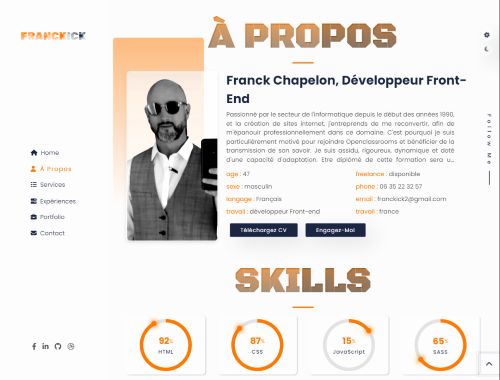 FRANCKICK
À PROPOS
Home
À Propos
Services
Expériences
Portfolio
Contact
Franck Chapelon, Développeur Front-
End
Passionné par le secteur de l'informatique depuis le début des années 1990,
et la création de sites internet, j'entreprends de me reconvertir, afin de
m'épanouir professionnellement dans ce domaine. C'est pourquoi je suis
particulièrement motivé pour rejoindre Openclassrooms et bénéficier de la
transmission de son savoir. Je suis assidu, rigoureux, dynamique et doté
d'une capacité d'adaptation. Etre diplômé de cette formation sera u...
age : 47
freelance : disponible
sexe : masculin
phone : 06 35 22 32 57
langage : Français
email : franckick2@gmail.com
travail : développeur Front-end
travail : france
Téléchargez CV
Engagez-Moi
Follow Me
SKILLS
92%
HTML
87%
CSS
15%
JavaScript
65%
SASS